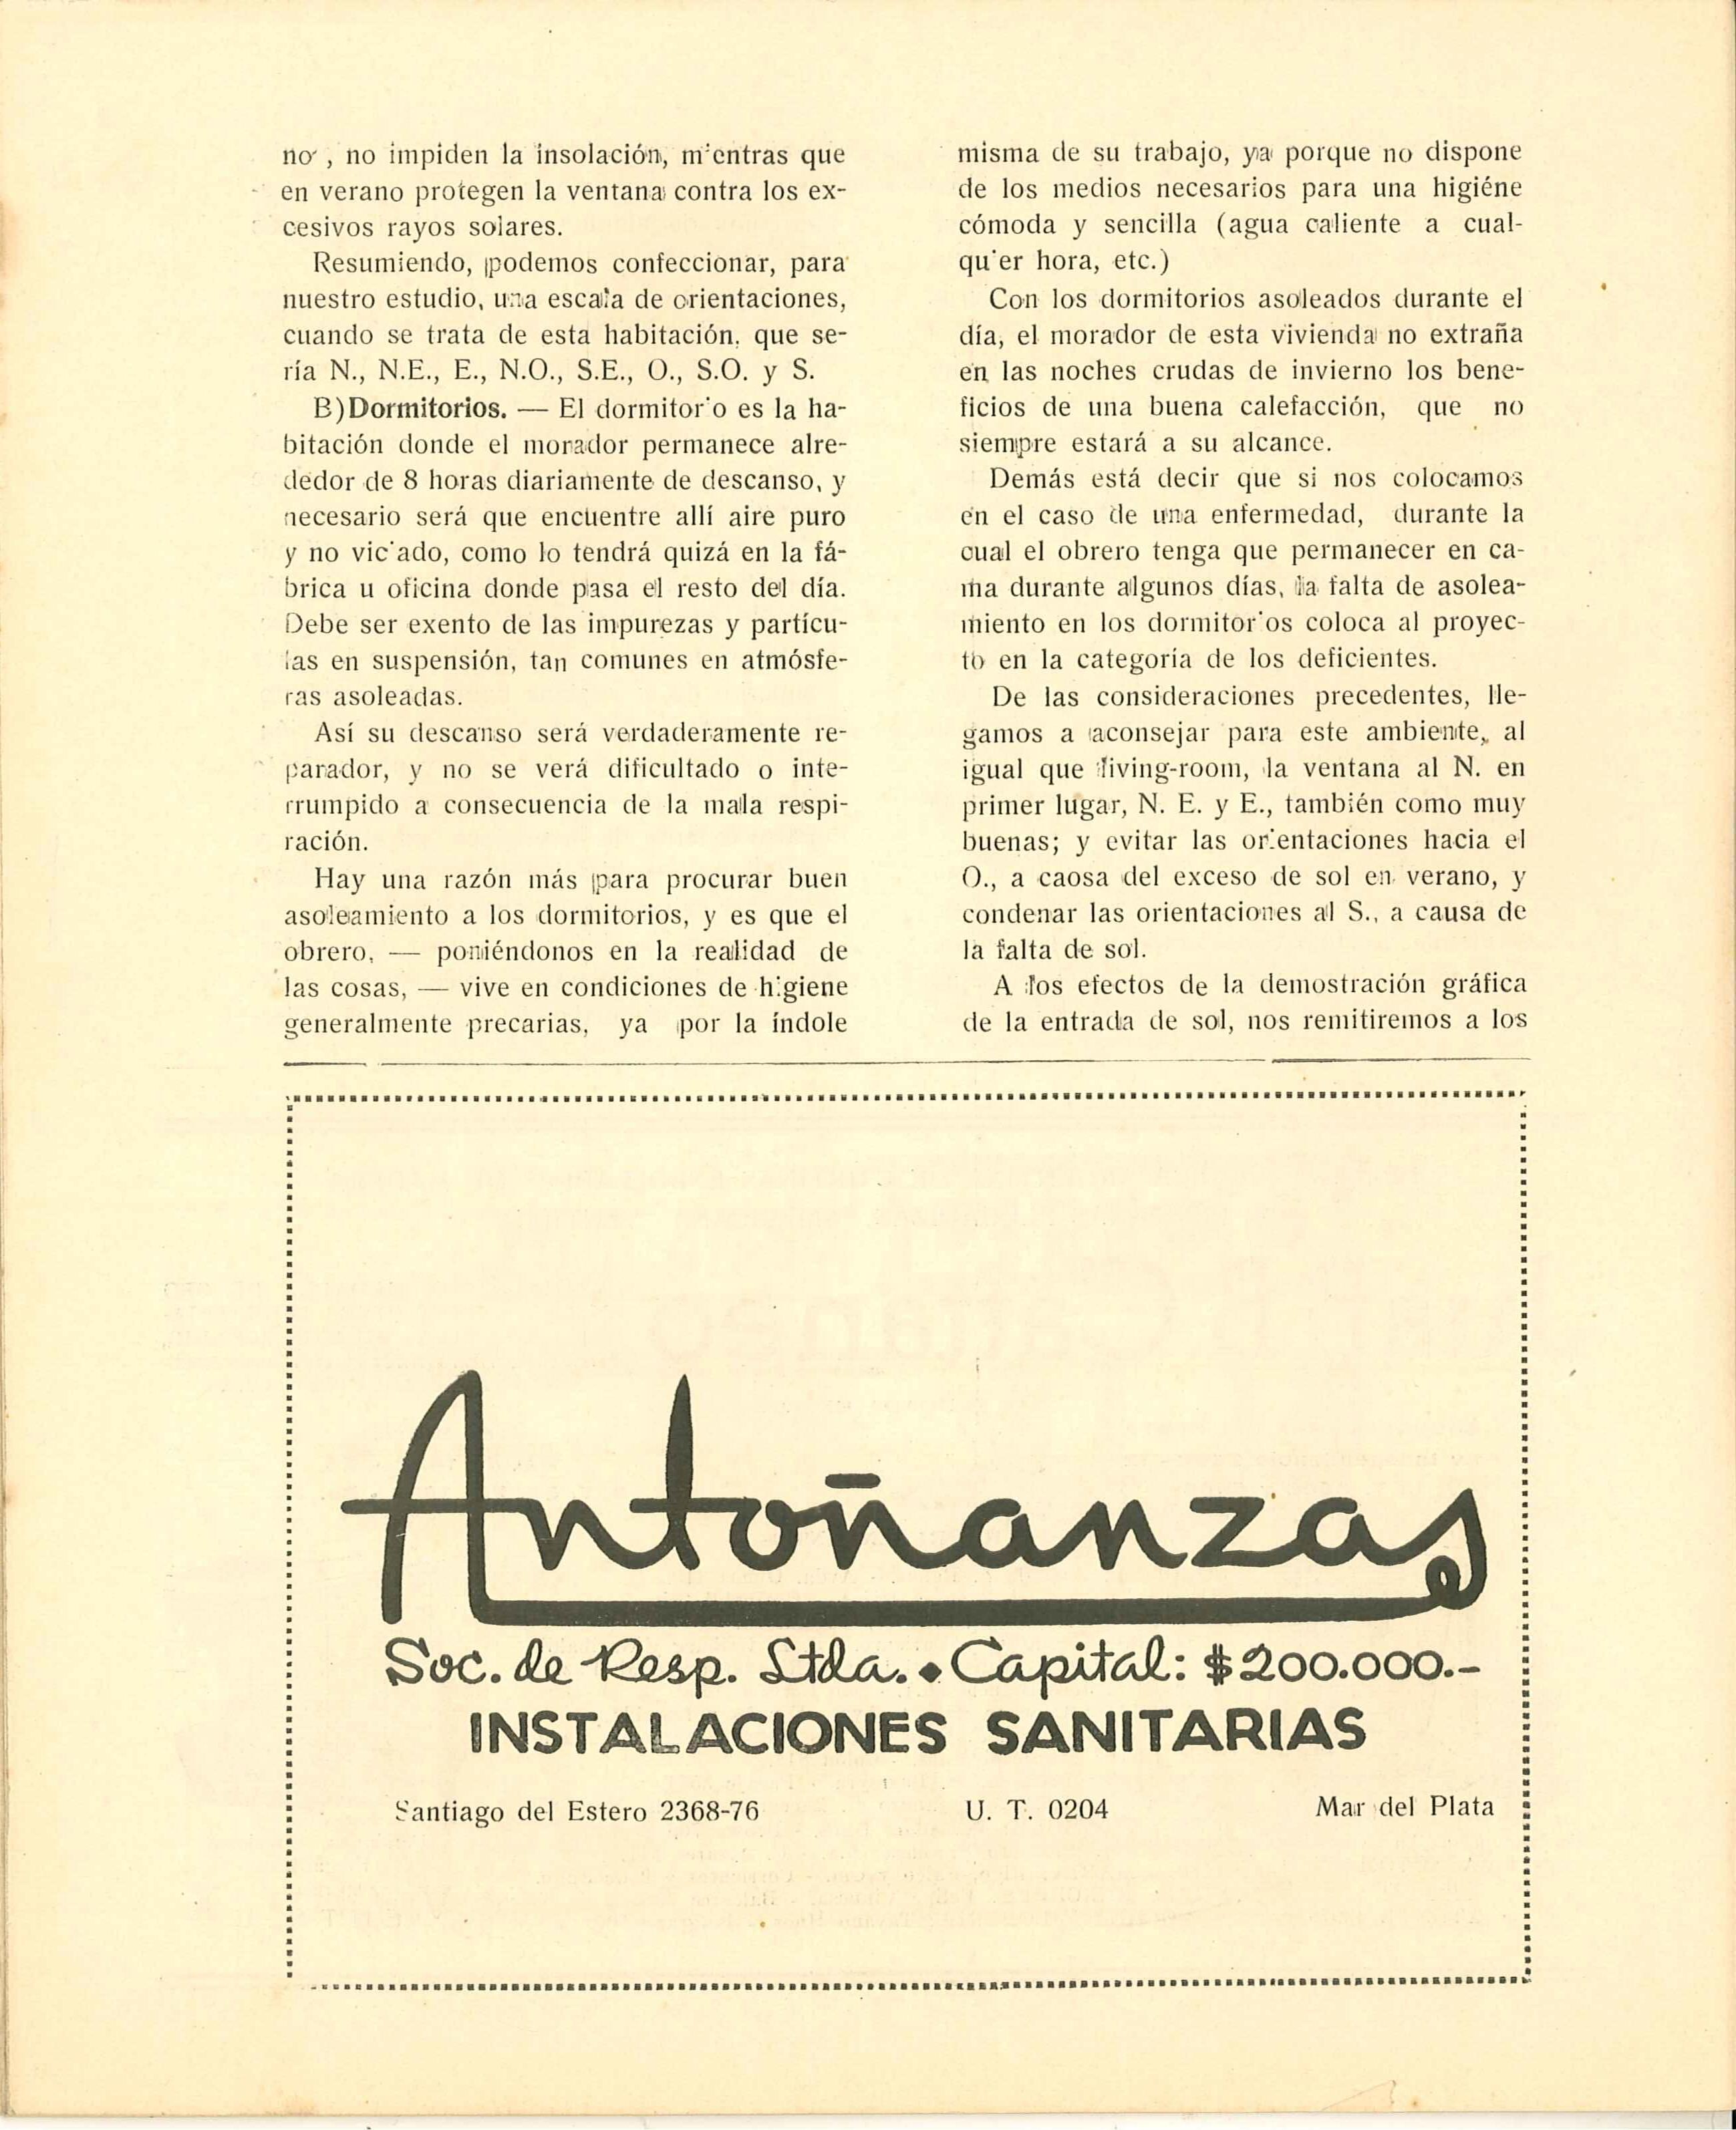 no , no impiden la insolación, mientras que
en verano protegen la ventana contra los ex-
cesivos rayos solares.
Resumiendo, podemos confeccionar, para
nuestro estudio, una escala de orientaciones,
cuando se trata de esta habitación, que se-
ría N., N.E., E., N.O., S.E., O., S.O. y S.
B) Dormitorios. — El dormitorio es la ha-
bitación donde el morador permanece alre-
dedor de 8 horas diariamente de descanso, y
necesario será que encuentre allí aire puro
y no viciado, como lo tendrá quizá en la fá-
brica u oficina donde pasa el resto del día.
Debe ser exento de las impurezas y partícu-
las en suspensión, tan comunes en atmósfe-
ras asoleadas.
Así su descanso será verdaderamente re-
parador, y no se verá dificultado o inte-
rrumpido a consecuencia de la mala respi-
ración.
Hay una razón más para procurar buen
asoleamiento a los dormitorios, y es que el
obrero, — poniéndonos en la realidad de
las cosas, — vive en condiciones de higiene
generalmente precarias, ya por la índole
misma de su trabajo, ya porque no dispone
de los medios necesarios para una higiéne
cómoda y sencilla (agua caliente a cual-
quier hora, etc.)
Con los dormitorios asoleados durante el
día, el morador de esta vivienda no extraña
en las noches crudas de invierno los bene-
ficios de una buena calefacción, que no
siempre estará a su alcance.
Demás está decir que si nos colocamos
en el caso de una enfermedad, durante la
cual el obrero tenga que permanecer en ca-
ma durante algunos días, la falta de asolea-
miento en los dormitorios coloca al proyec-
to en la categoría de los deficientes.
De las consideraciones precedentes, lle-
gamos a aconsejar para este ambiente, al
igual que living-room, la ventana al N. en
primer lugar, N. E. y E., también como muy
buenas; y evitar las orientaciones hacia el
O., a caosa del exceso de sol en verano, y
condenar las orientaciones al S., a causa de
la falta de sol.
A los efectos de la demostración gráfica
de la entrada de sol, nos remitiremos a los
Antoñanzas
Soc. de Resp. Ltda. • Capital: $200.000.-
INSTALACIONES SANITARIAS
Santiago del Estero 2368-76 U. T. 0204 Mar del Plata